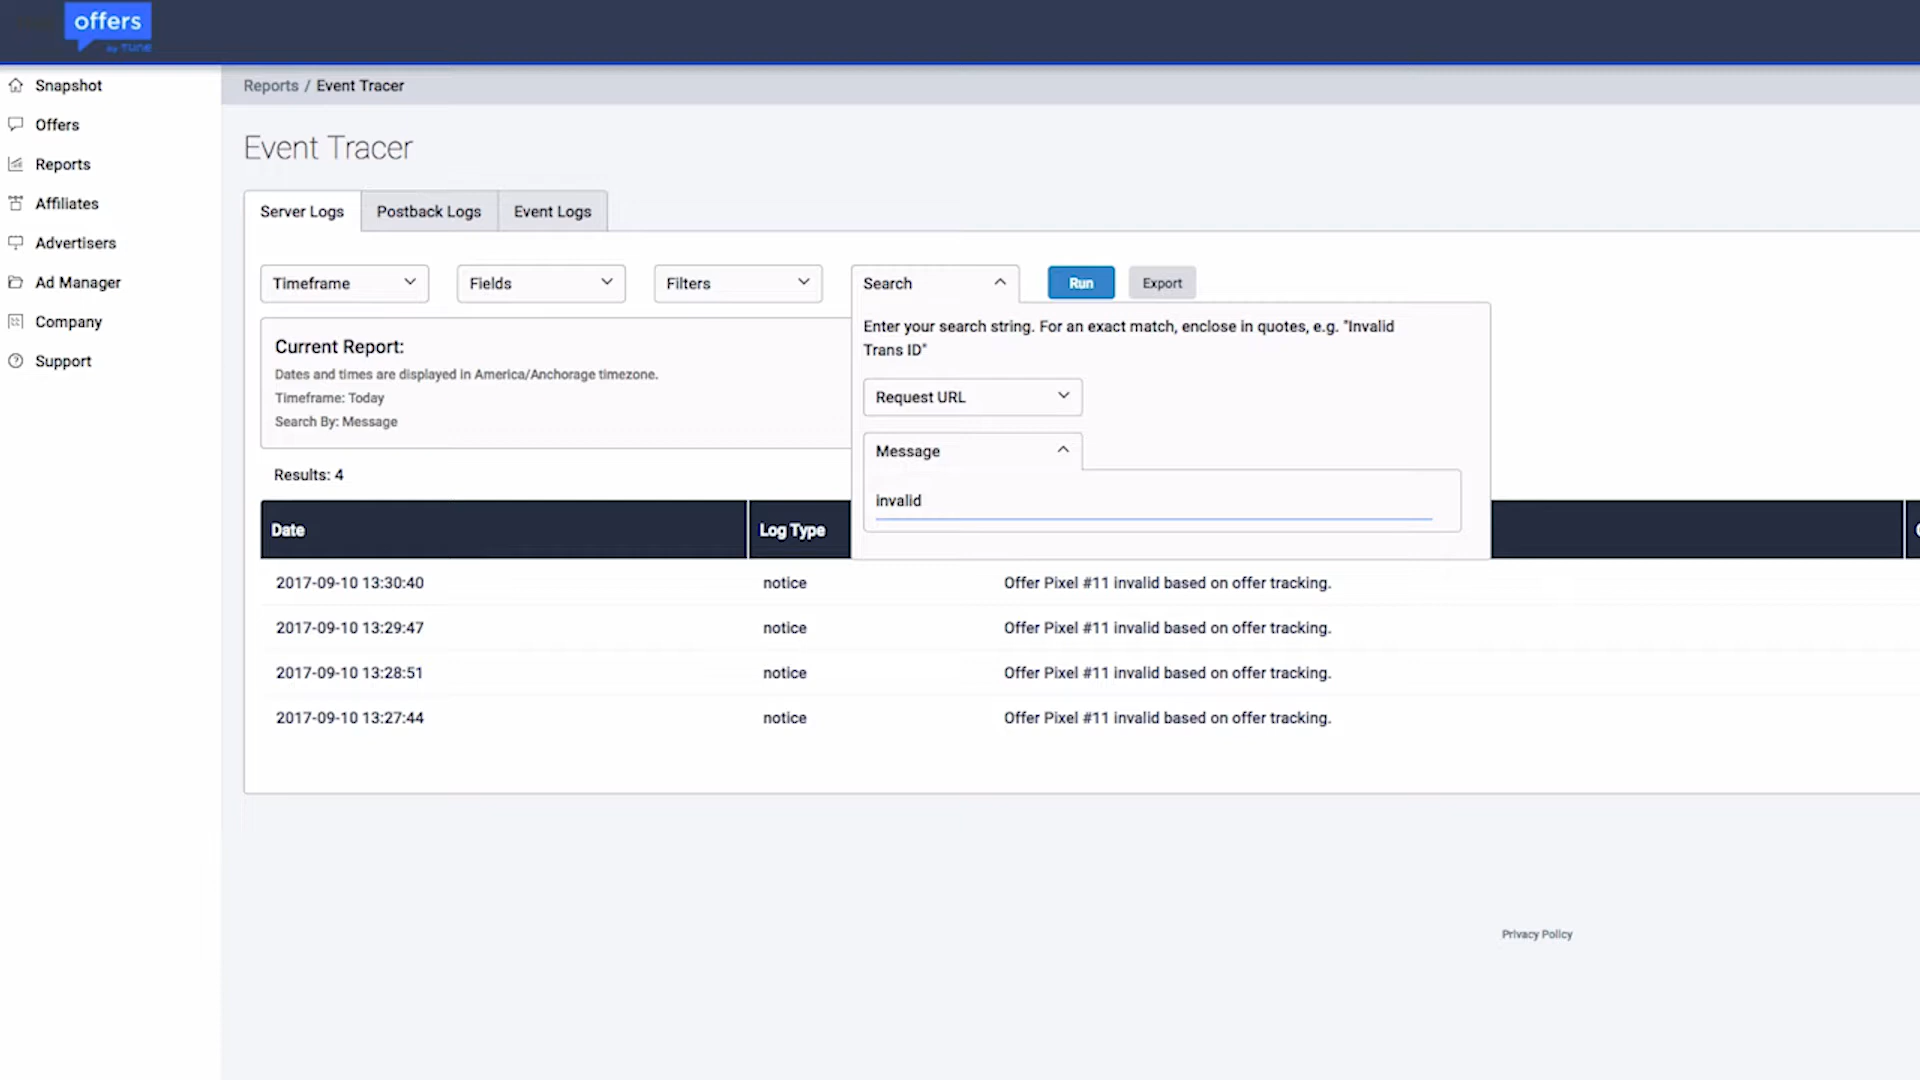 offers
by TUNE
Snapshot
Offers
Reports
Affiliates
Advertisers
Ad Manager
Company
Support
Reports / Event Tracer
Event Tracer
Server Logs
Postback Logs
Event Logs
Timeframe
Fields
Filters
Search
Run
Export
Enter your search string. For an exact match, enclose in quotes, e.g. "Invalid
Trans ID"
Request URL
Message
invalid
Current Report:
Dates and times are displayed in America/Anchorage timezone.
Timeframe: Today
Search By: Message
Results: 4
Date
Log Type
2017-09-10 13:30:40 notice Offer Pixel #11 invalid based on offer tracking.
2017-09-10 13:29:47 notice Offer Pixel #11 invalid based on offer tracking.
2017-09-10 13:28:51 notice Offer Pixel #11 invalid based on offer tracking.
2017-09-10 13:27:44 notice Offer Pixel #11 invalid based on offer tracking.
Privacy Policy